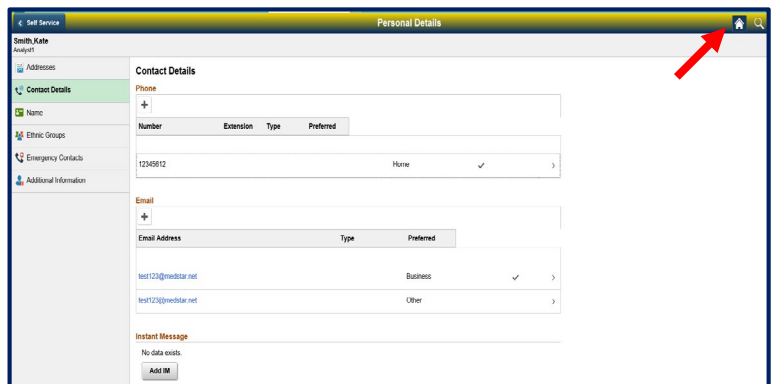 Self Service
Personal Details
Smith,Kate
Analyst1
Addresses
Contact Details
Name
Ethnic Groups
Emergency Contacts
Additional Information
Contact Details
Phone
+
Number Extension Type Preferred
12345612 Home
Email
+
Email Address Type Preferred
test123@medstar.net Business
test123@medstar.net Other
Instant Message
No data exists.
Add IM